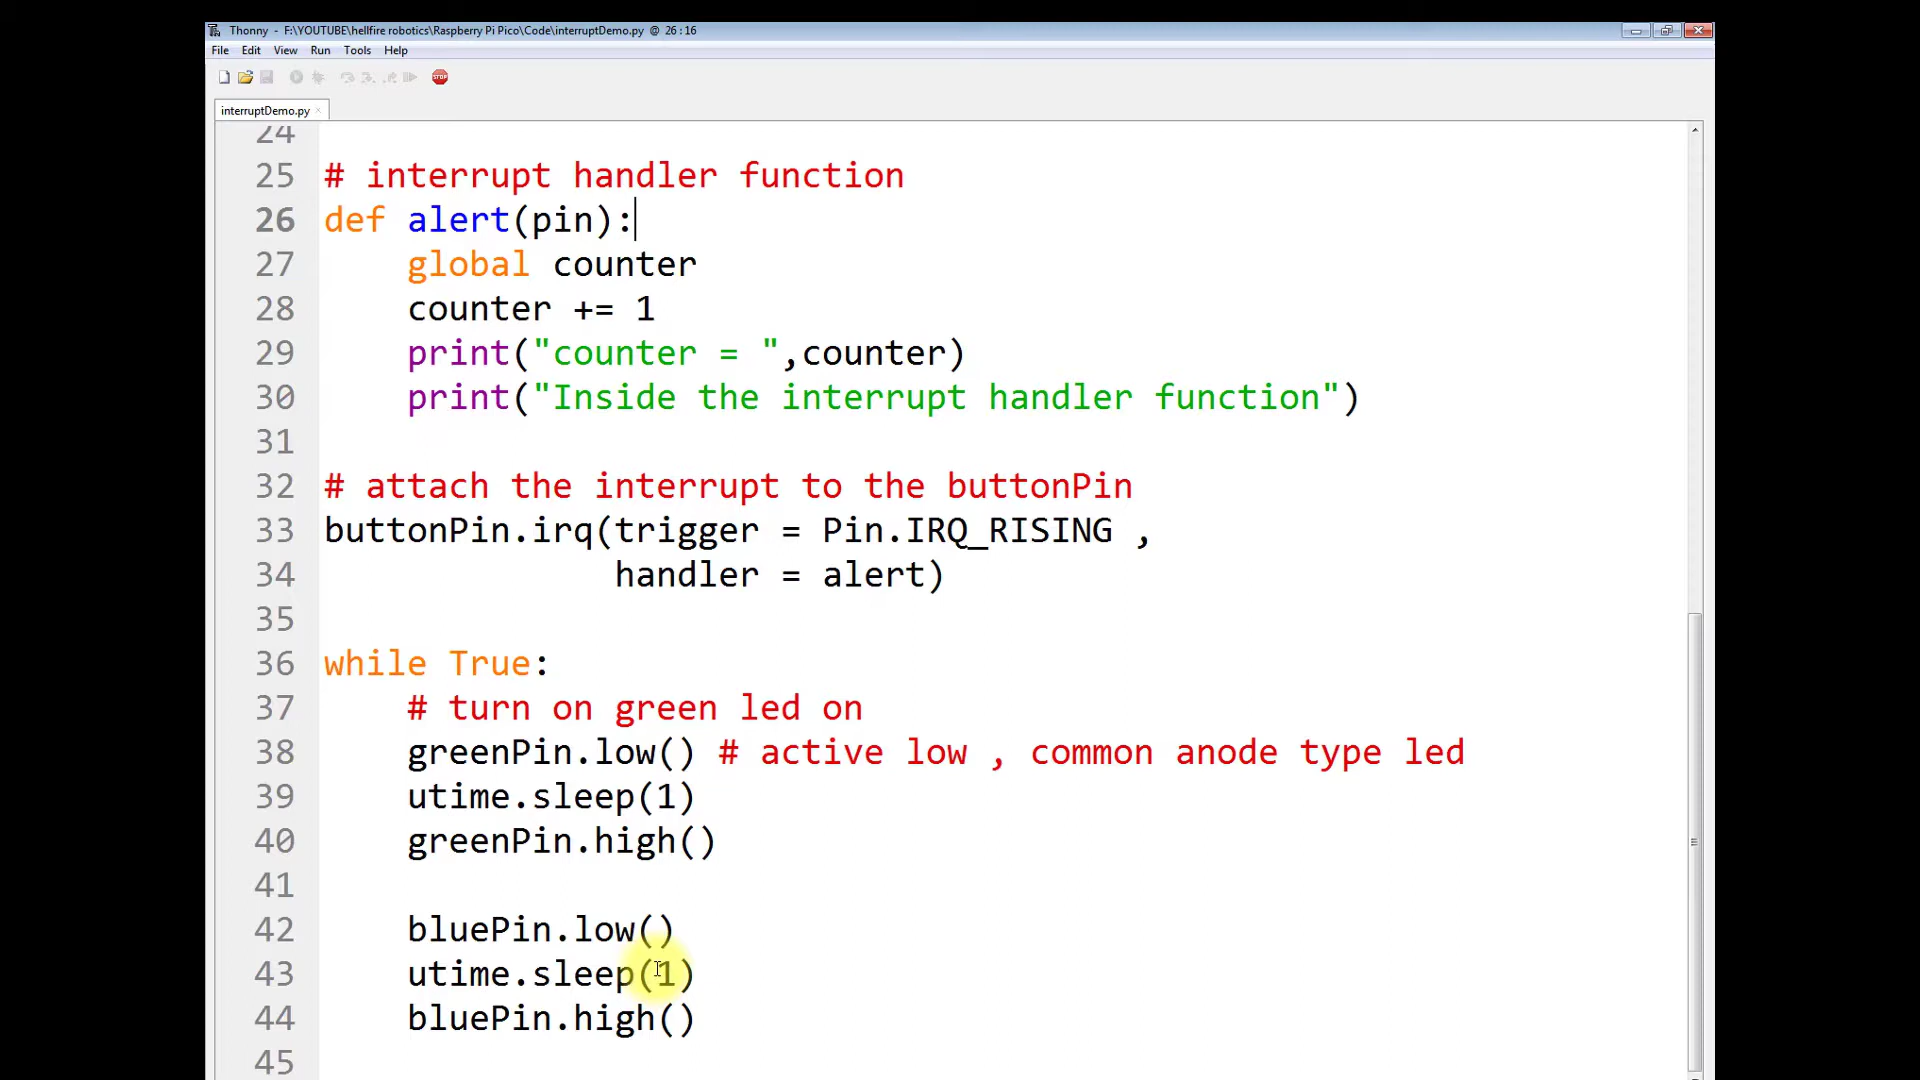 Thonny - F:\YOUTUBE\hellfire robotics\Raspberry Pi Pico\Code\interruptDemo.py @ 26:16
File Edit View Run Tools Help
STOP
interruptDemo.py
24
25 # interrupt handler function
26 def alert(pin):
27     global counter
28     counter += 1
29     print("counter = ",counter)
30     print("Inside the interrupt handler function")
31
32 # attach the interrupt to the buttonPin
33 buttonPin.irq(trigger = Pin.IRQ_RISING ,
34               handler = alert)
35
36 while True:
37     # turn on green led on
38     greenPin.low() # active low , common anode type led
39     utime.sleep(1)
40     greenPin.high()
41
42     bluePin.low()
43     utime.sleep(1)
44     bluePin.high()
45